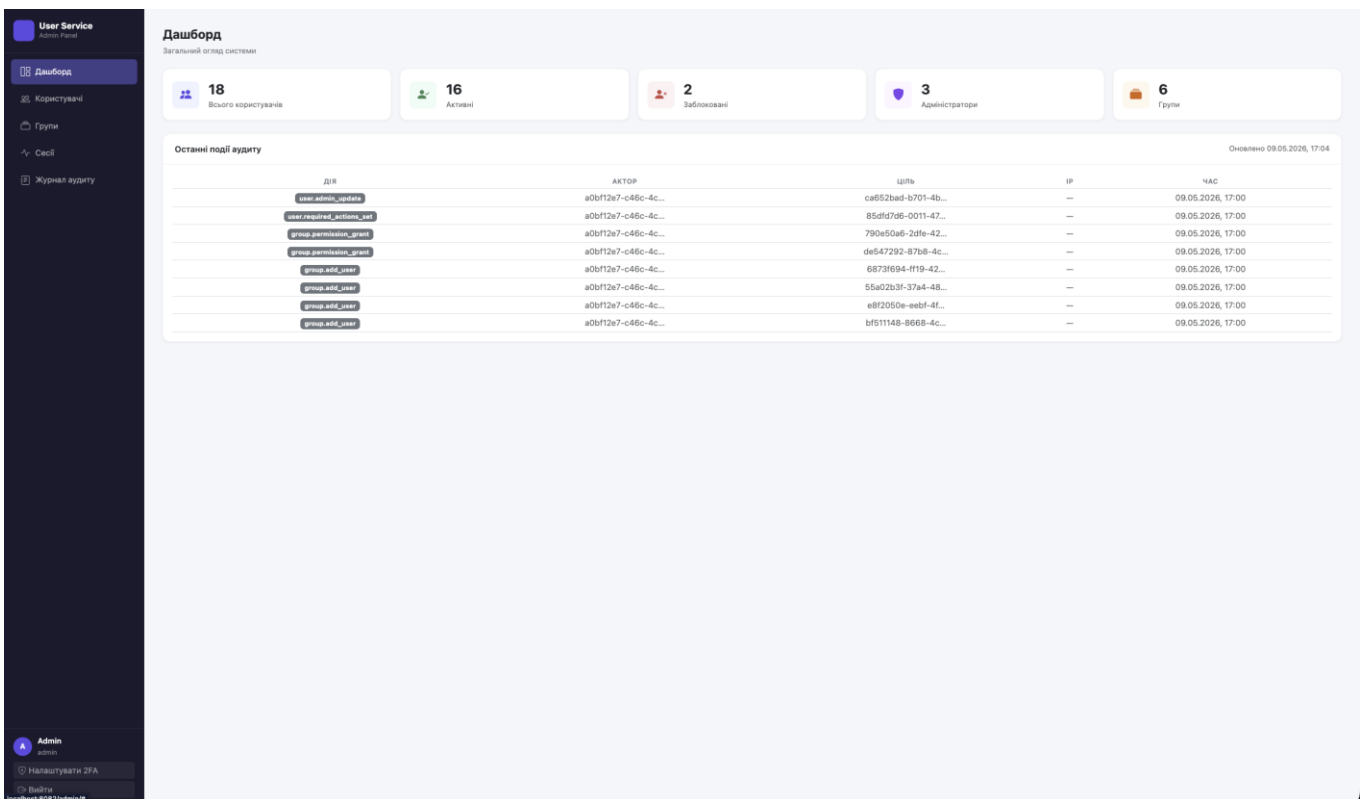 User Service
Admin Panel
Дашборд
Користувачі
Групи
Сесії
Журнал аудиту
Дашборд
Загальний огляд системи
18
Всього користувачів
16
Активні
2
Заблоковані
3
Адміністратори
6
Групи
Останні події аудиту
Оновлено 09.05.2026, 17:04
ДІЯ АКТОР ЦІЛЬ IP ЧАС
user.admin_update a0bf12e7-c46c-4c... ca652bad-b701-4b... — 09.05.2026, 17:00
user.required_actions_set a0bf12e7-c46c-4c... 85dfd7d6-0011-47... — 09.05.2026, 17:00
group.permission_grant a0bf12e7-c46c-4c... 790e50a6-2dfe-42... — 09.05.2026, 17:00
group.permission_grant a0bf12e7-c46c-4c... de547292-87b8-4c... — 09.05.2026, 17:00
group.add_user a0bf12e7-c46c-4c... 6873f694-ff19-42... — 09.05.2026, 17:00
group.add_user a0bf12e7-c46c-4c... 55a02b3f-37a4-48... — 09.05.2026, 17:00
group.add_user a0bf12e7-c46c-4c... e8f2050e-eebf-4f... — 09.05.2026, 17:00
group.add_user a0bf12e7-c46c-4c... bf511148-8668-4c... — 09.05.2026, 17:00
A
Admin
admin
Налаштувати 2FA
Вийти
localhost:8082/admin/#